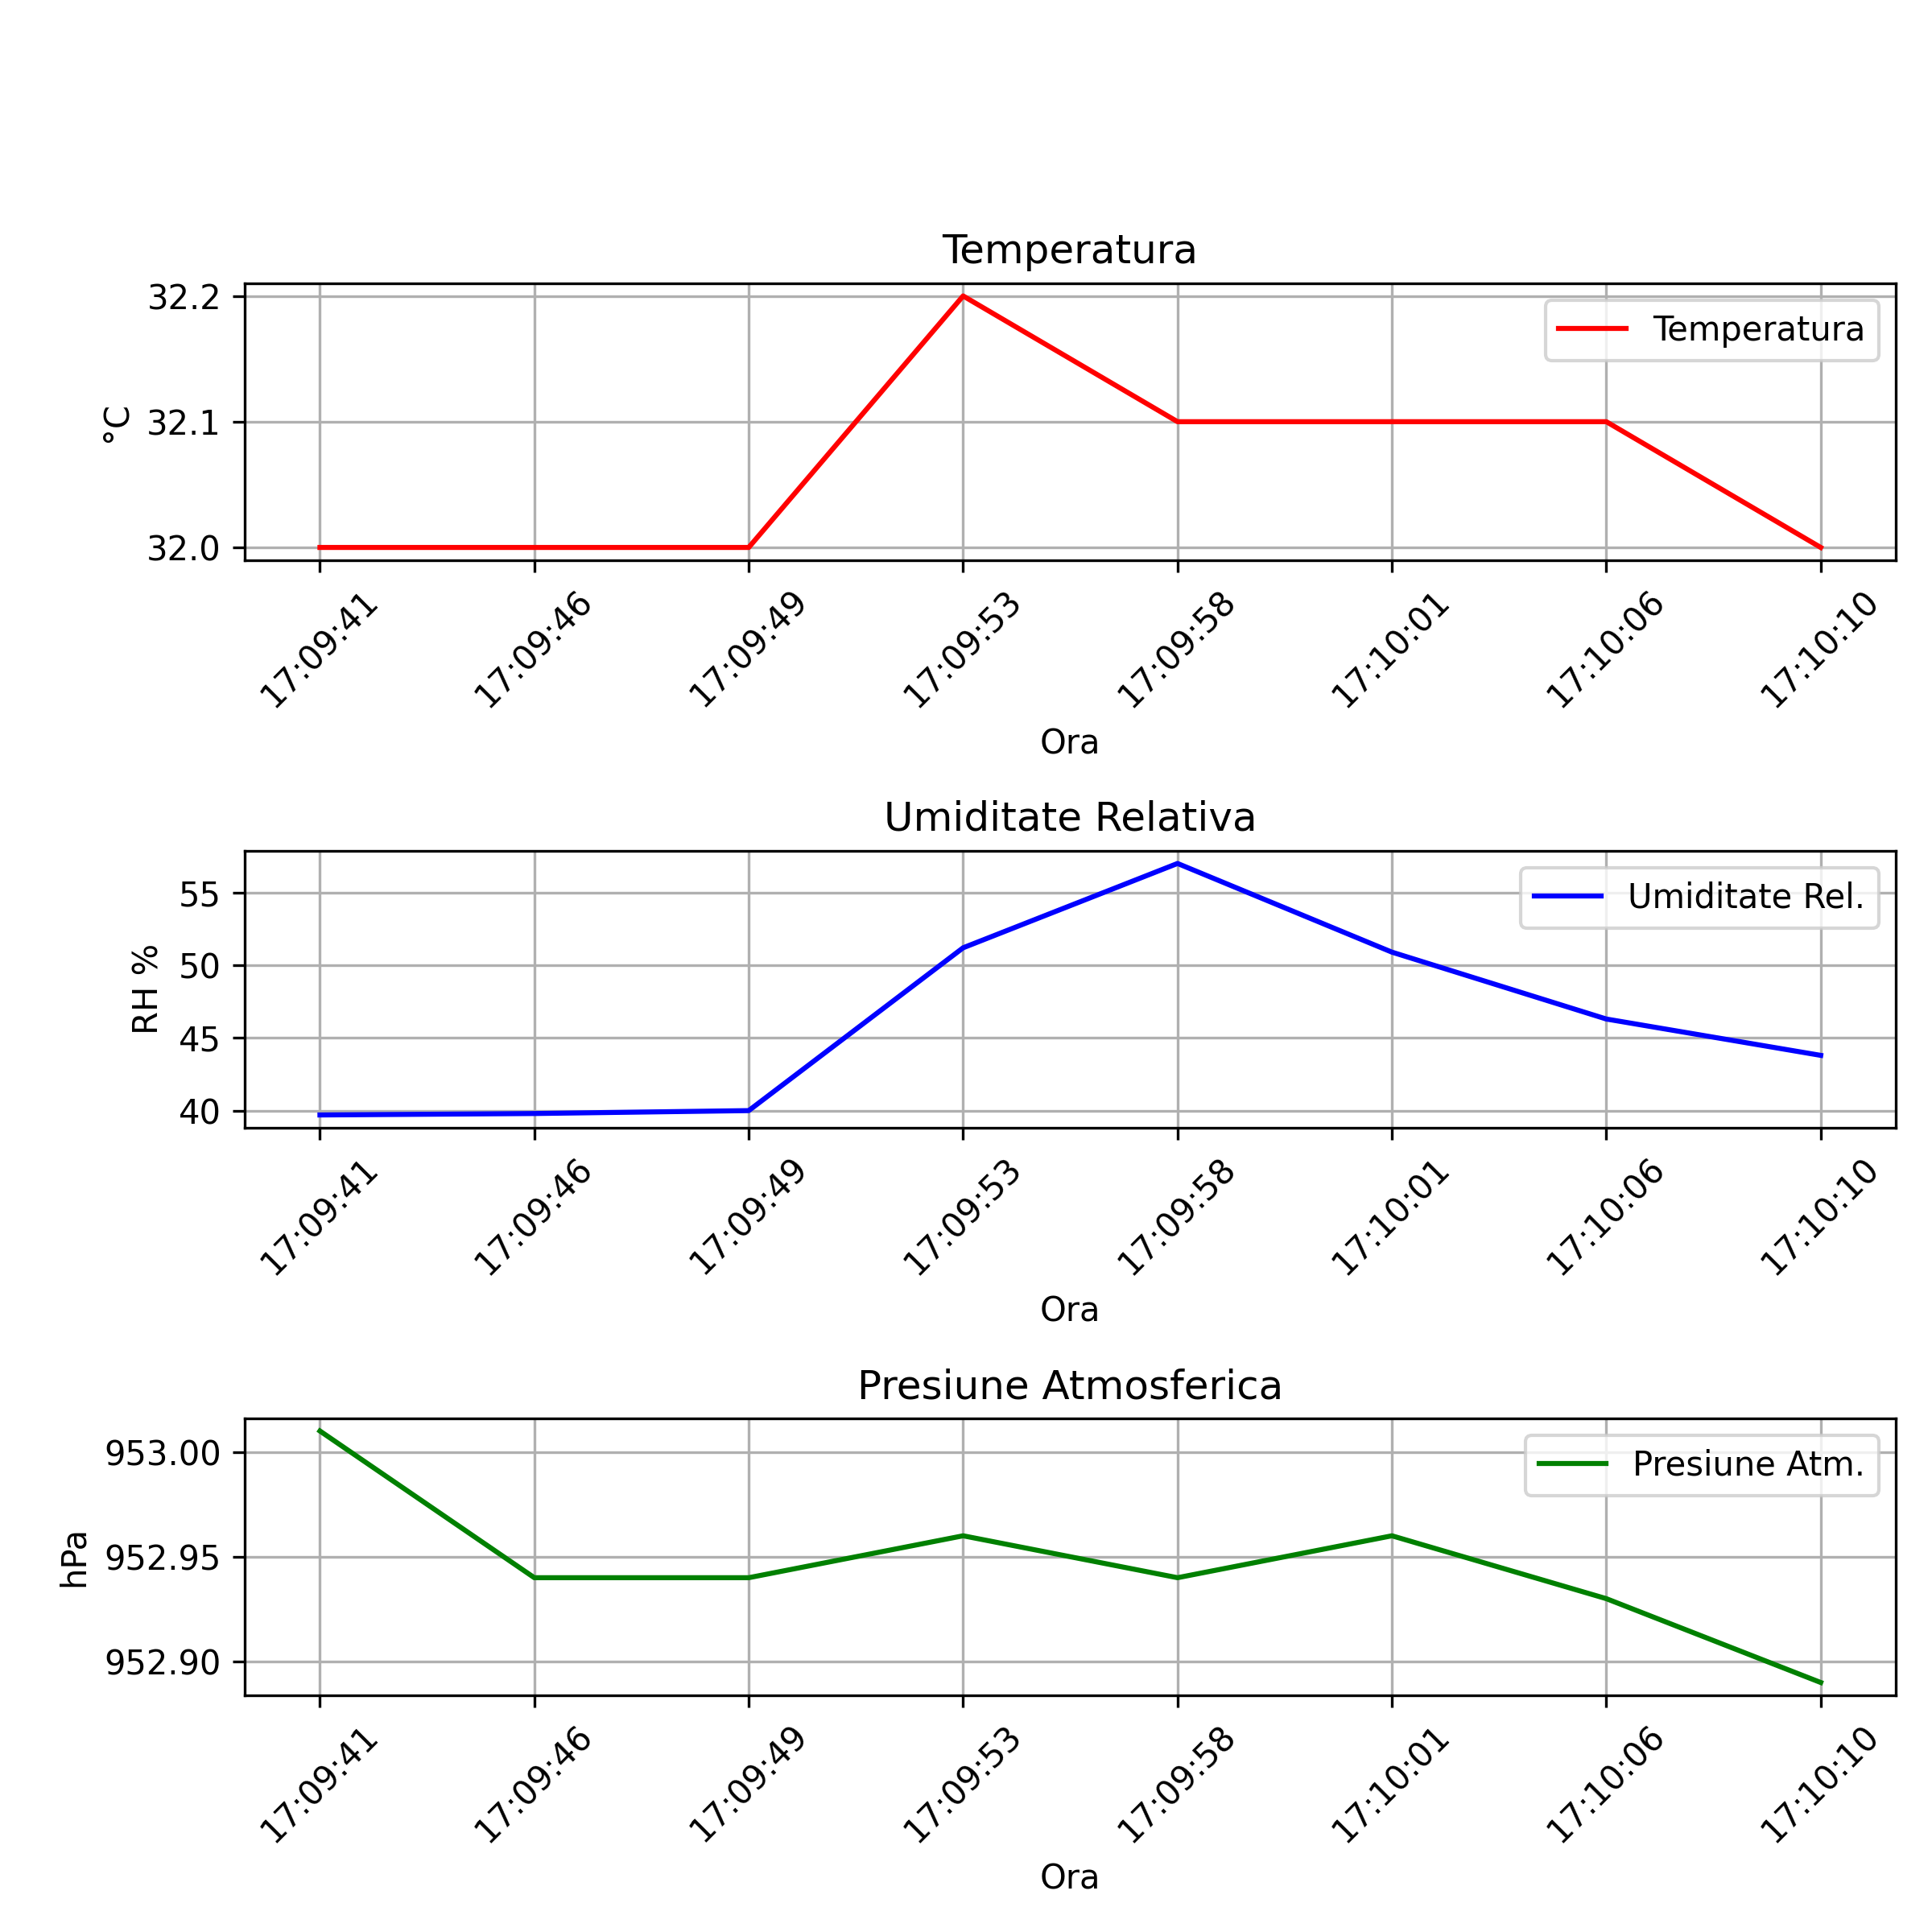 Temperatura
32.2
32.1
32.0
°C
Temperatura
17:09:41 17:09:46 17:09:49 17:09:53 17:09:58 17:10:01 17:10:06 17:10:10
Ora
Umiditate Relativa
55
50
45
40
RH %
Umiditate Rel.
17:09:41 17:09:46 17:09:49 17:09:53 17:09:58 17:10:01 17:10:06 17:10:10
Ora
Presiune Atmosferica
953.00
952.95
952.90
hPa
Presiune Atm.
17:09:41 17:09:46 17:09:49 17:09:53 17:09:58 17:10:01 17:10:06 17:10:10
Ora